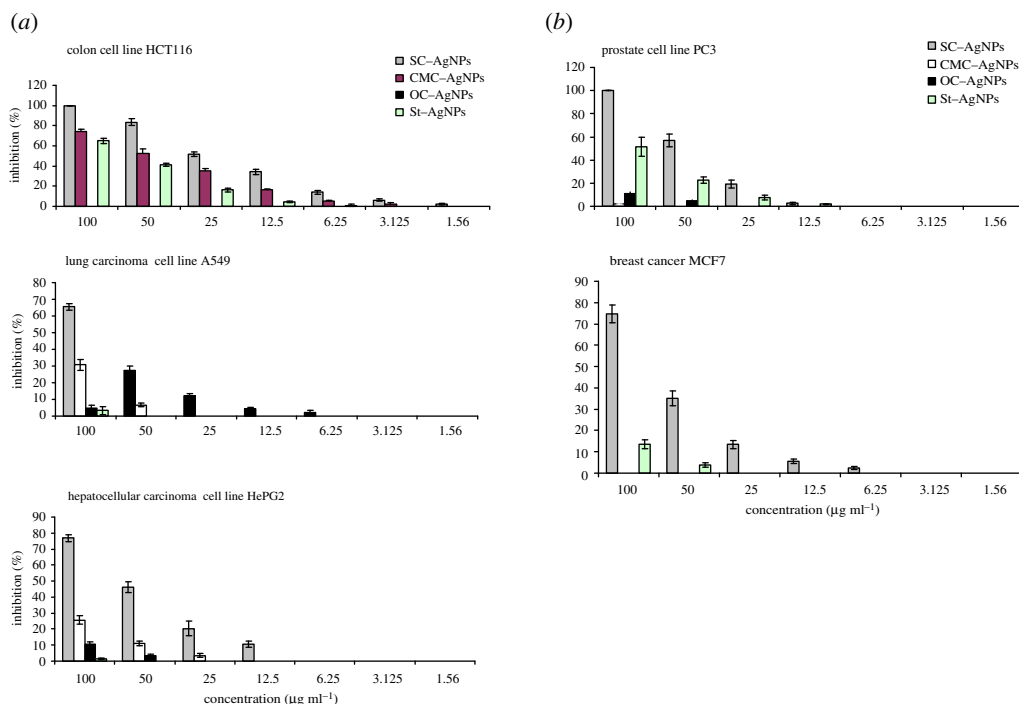 (a)
colon cell line HCT116
SC–AgNPs
CMC–AgNPs
OC–AgNPs
St–AgNPs
inhibition (%)
120
100
80
60
40
20
0
100 50 25 12.5 6.25 3.125 1.56
lung carcinoma cell line A549
inhibition (%)
80
70
60
50
40
30
20
10
0
100 50 25 12.5 6.25 3.125 1.56
hepatocellular carcinoma cell line HePG2
inhibition (%)
90
80
70
60
50
40
30
20
10
0
100 50 25 12.5 6.25 3.125 1.56
concentration (µg ml⁻¹)
(b)
prostate cell line PC3
SC–AgNPs
CMC–AgNPs
OC–AgNPs
St–AgNPs
120
100
80
60
40
20
0
100 50 25 12.5 6.25 3.125 1.56
breast cancer MCF7
90
80
70
60
50
40
30
20
10
0
100 50 25 12.5 6.25 3.125 1.56
concentration (µg ml⁻¹)